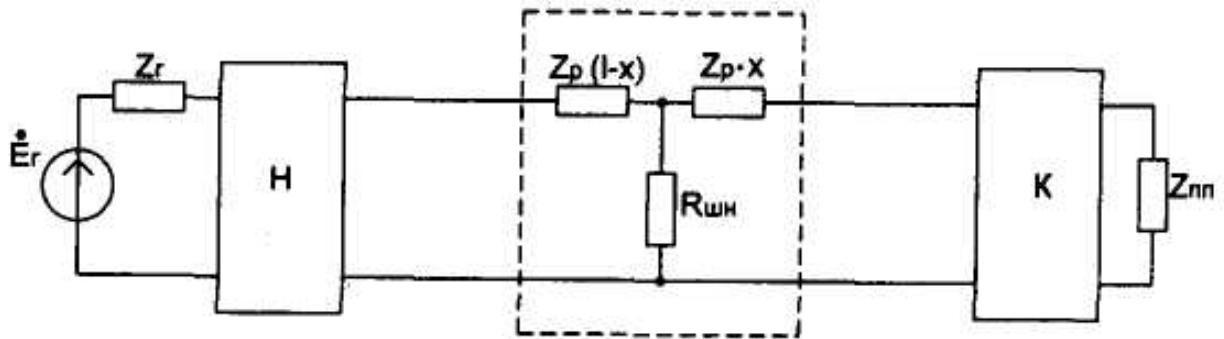 Zг
Zр (l-x)
Zр·x
Ėг
Н
Rшн
К
Zпп